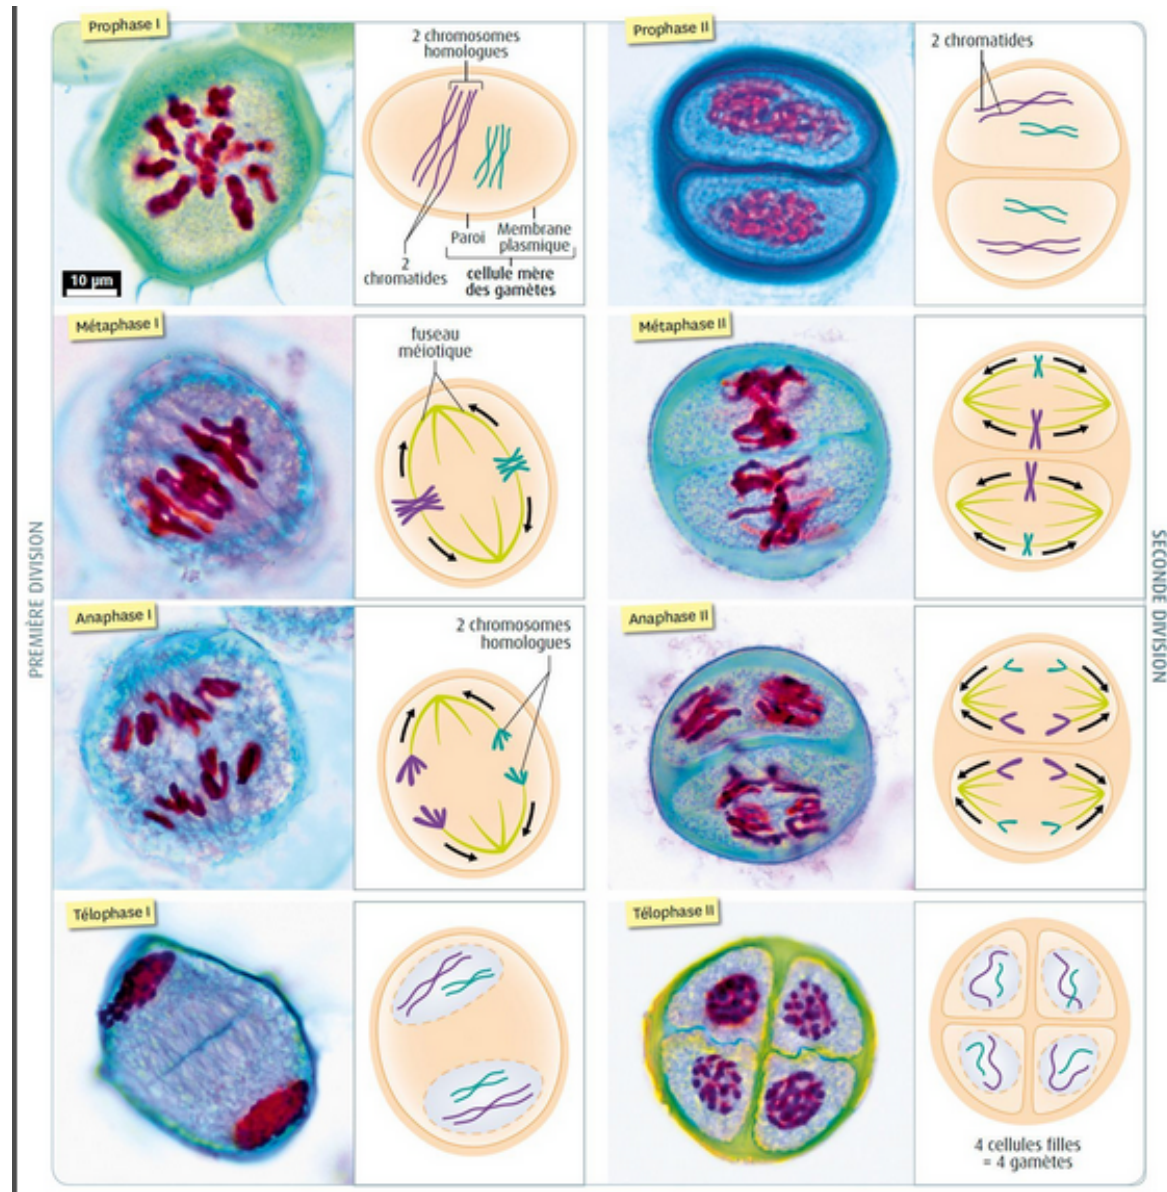 Prophase I
2 chromosomes
homologues
2
chromatides
Paroi
Membrane
plasmique
cellule mère
des gamètes
10 µm
Prophase II
2 chromatides
Métaphase I
fuseau
méiotique
Métaphase II
PREMIÈRE DIVISION
SECONDE DIVISION
Anaphase I
2 chromosomes
homologues
Anaphase II
Télophase I
Télophase II
4 cellules filles
= 4 gamètes